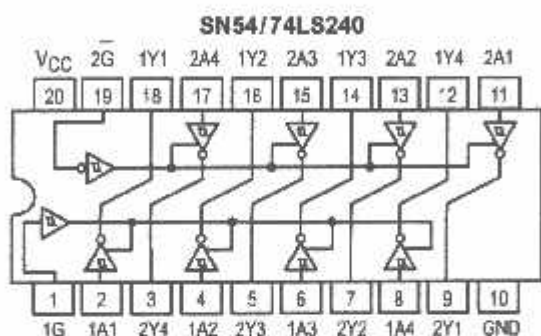 SN54/74LS240
VCC 2G 1Y1 2A4 1Y2 2A3 1Y3 2A2 1Y4 2A1
20 19 18 17 16 15 14 13 12 11
1 2 3 4 5 6 7 8 9 10
1G 1A1 2Y4 1A2 2Y3 1A3 2Y2 1A4 2Y1 GND